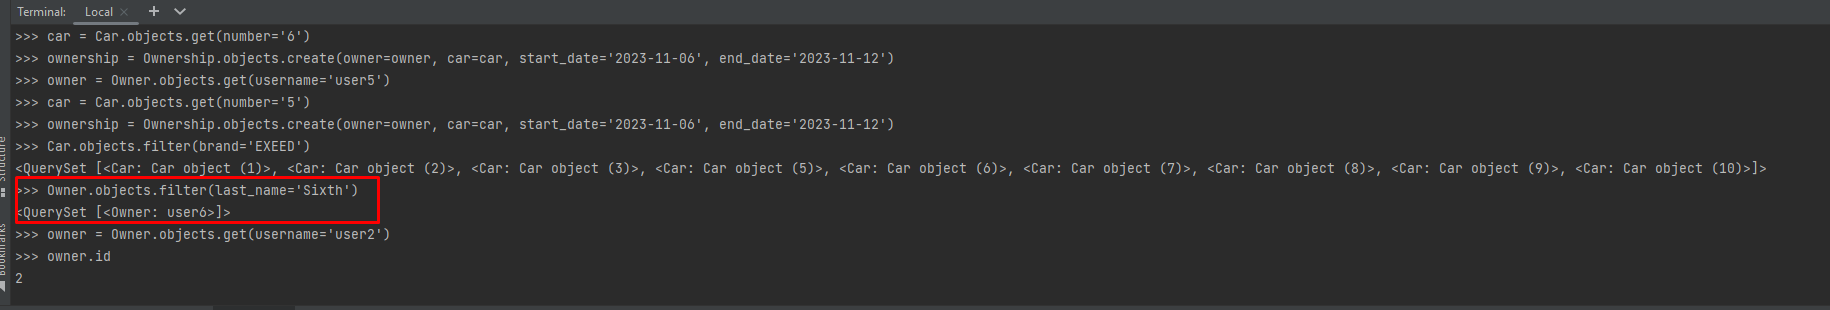 Terminal: Local × + ⌄
>>> car = Car.objects.get(number='6')
>>> ownership = Ownership.objects.create(owner=owner, car=car, start_date='2023-11-06', end_date='2023-11-12')
>>> owner = Owner.objects.get(username='user5')
>>> car = Car.objects.get(number='5')
>>> ownership = Ownership.objects.create(owner=owner, car=car, start_date='2023-11-06', end_date='2023-11-12')
>>> Car.objects.filter(brand='EXEED')
<QuerySet [<Car: Car object (1)>, <Car: Car object (2)>, <Car: Car object (3)>, <Car: Car object (5)>, <Car: Car object (6)>, <Car: Car object (7)>, <Car: Car object (8)>, <Car: Car object (9)>, <Car: Car object (10)>]>
>>> Owner.objects.filter(last_name='Sixth')
<QuerySet [<Owner: user6>]>
>>> owner = Owner.objects.get(username='user2')
>>> owner.id
2
Structure
Bookmarks